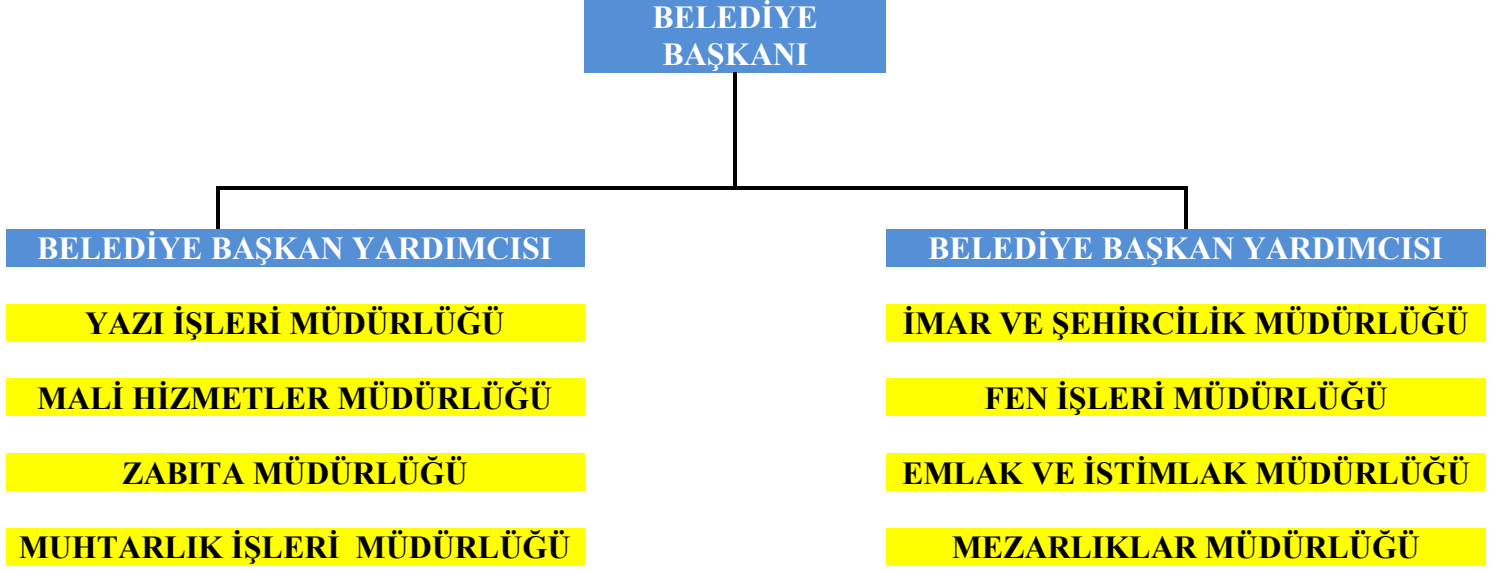 BELEDİYE
BAŞKANI
BELEDİYE BAŞKAN YARDIMCISI
YAZI İŞLERİ MÜDÜRLÜĞÜ
MALİ HİZMETLER MÜDÜRLÜĞÜ
ZABITA MÜDÜRLÜĞÜ
MUHTARLIK İŞLERİ MÜDÜRLÜĞÜ
BELEDİYE BAŞKAN YARDIMCISI
İMAR VE ŞEHİRCİLİK MÜDÜRLÜĞÜ
FEN İŞLERİ MÜDÜRLÜĞÜ
EMLAK VE İSTİMLAK MÜDÜRLÜĞÜ
MEZARLIKLAR MÜDÜRLÜĞÜ